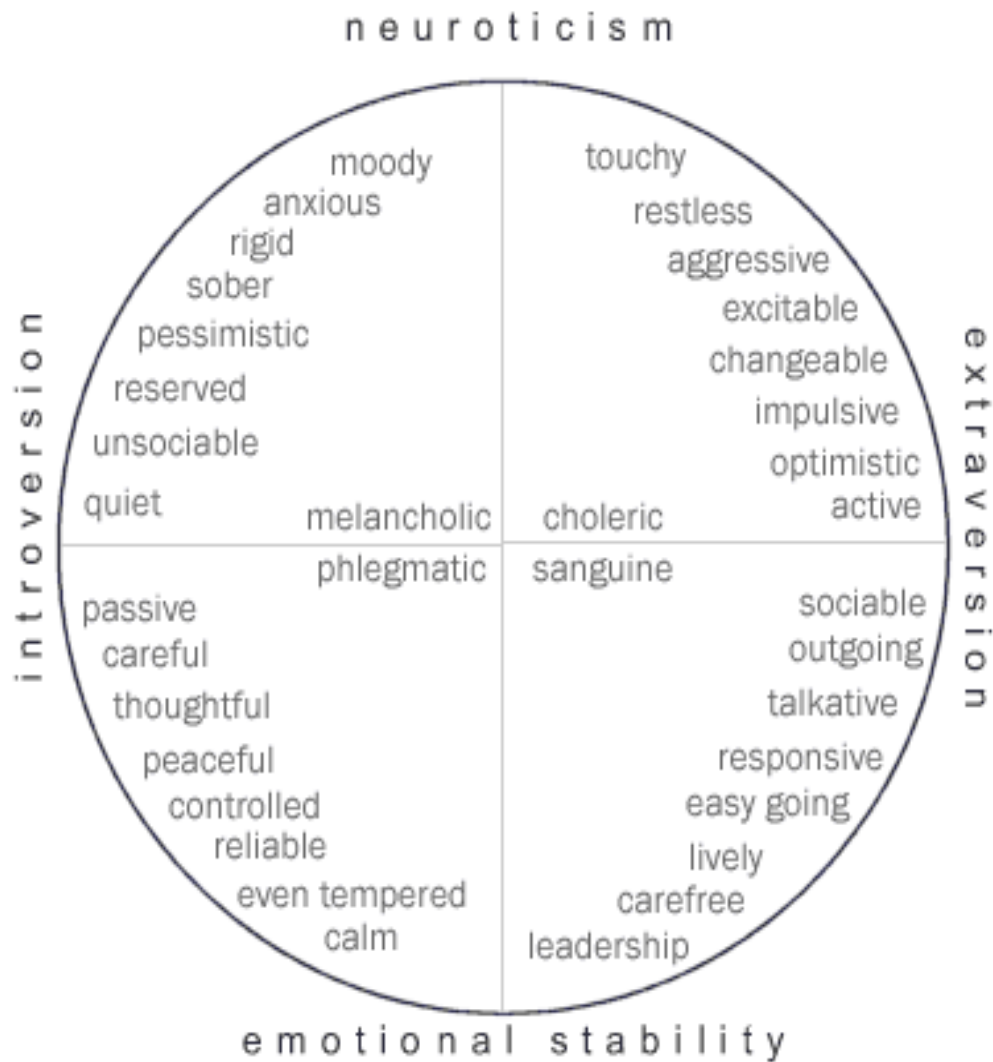 neuroticism
introversion
extraversion
moody
anxious
rigid
sober
pessimistic
reserved
unsociable
quiet
melancholic
touchy
restless
aggressive
excitable
changeable
impulsive
optimistic
active
choleric
phlegmatic
passive
careful
thoughtful
peaceful
controlled
reliable
even tempered
calm
sanguine
sociable
outgoing
talkative
responsive
easy going
lively
carefree
leadership
emotional stability